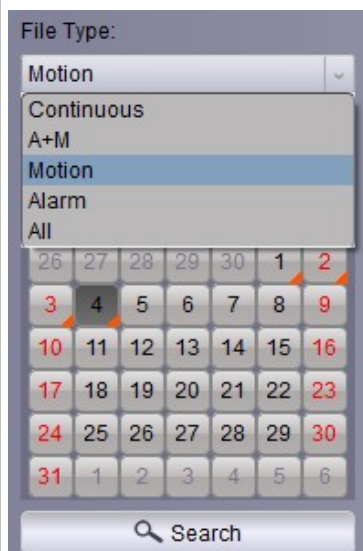 File Type:
Motion
Continuous
A+M
Motion
Alarm
All
26 27 28 29 30 1 2
3 4 5 6 7 8 9
10 11 12 13 14 15 16
17 18 19 20 21 22 23
24 25 26 27 28 29 30
31 1 2 3 4 5 6
Search